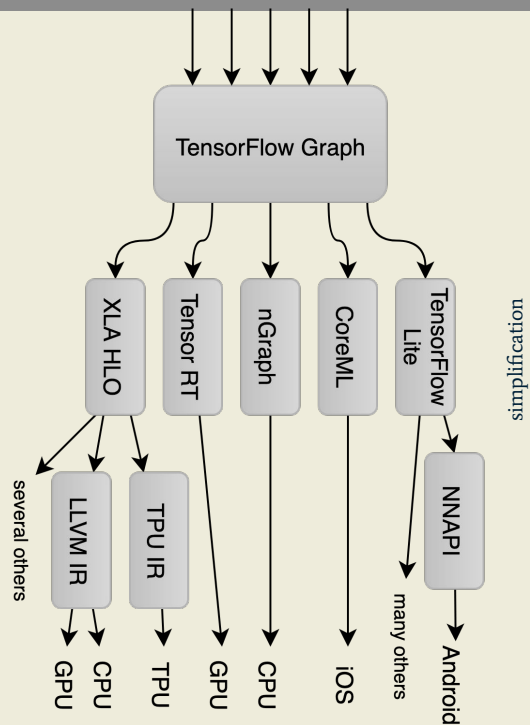 simplification
TensorFlow Graph
XLA HLO
Tensor RT
nGraph
CoreML
TensorFlow
Lite
several others
LLVM IR
TPU IR
NNAPI
many others
GPU
CPU
TPU
GPU
CPU
iOS
Android